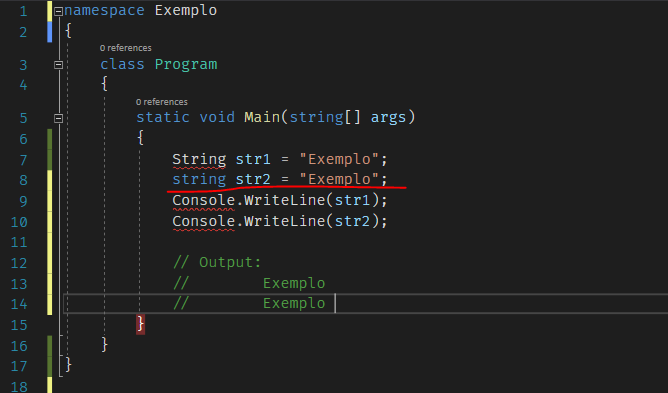 1 namespace Exemplo
2 {
0 references
3 class Program
4 {
0 references
5 static void Main(string[] args)
6 {
7 String str1 = "Exemplo";
8 string str2 = "Exemplo";
9 Console.WriteLine(str1);
10 Console.WriteLine(str2);
11
12 // Output:
13 // Exemplo
14 // Exemplo
15 }
16 }
17 }
18